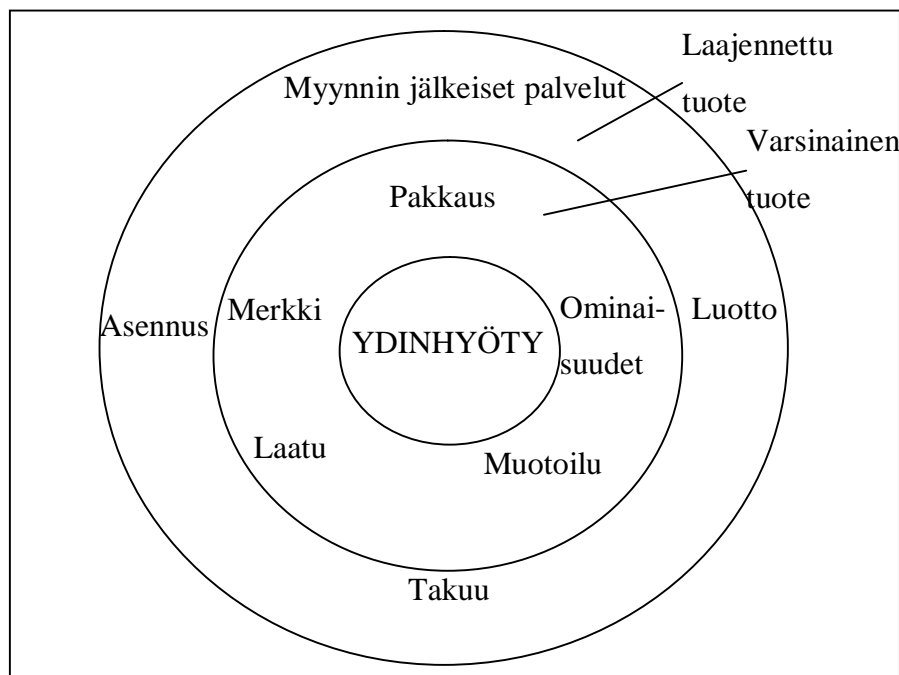 Laajennettu
tuote
Myynnin jälkeiset palvelut
Varsinainen
tuote
Pakkaus
Asennus
Merkki
YDINHYÖTY
Ominai-
suudet
Luotto
Laatu
Muotoilu
Takuu